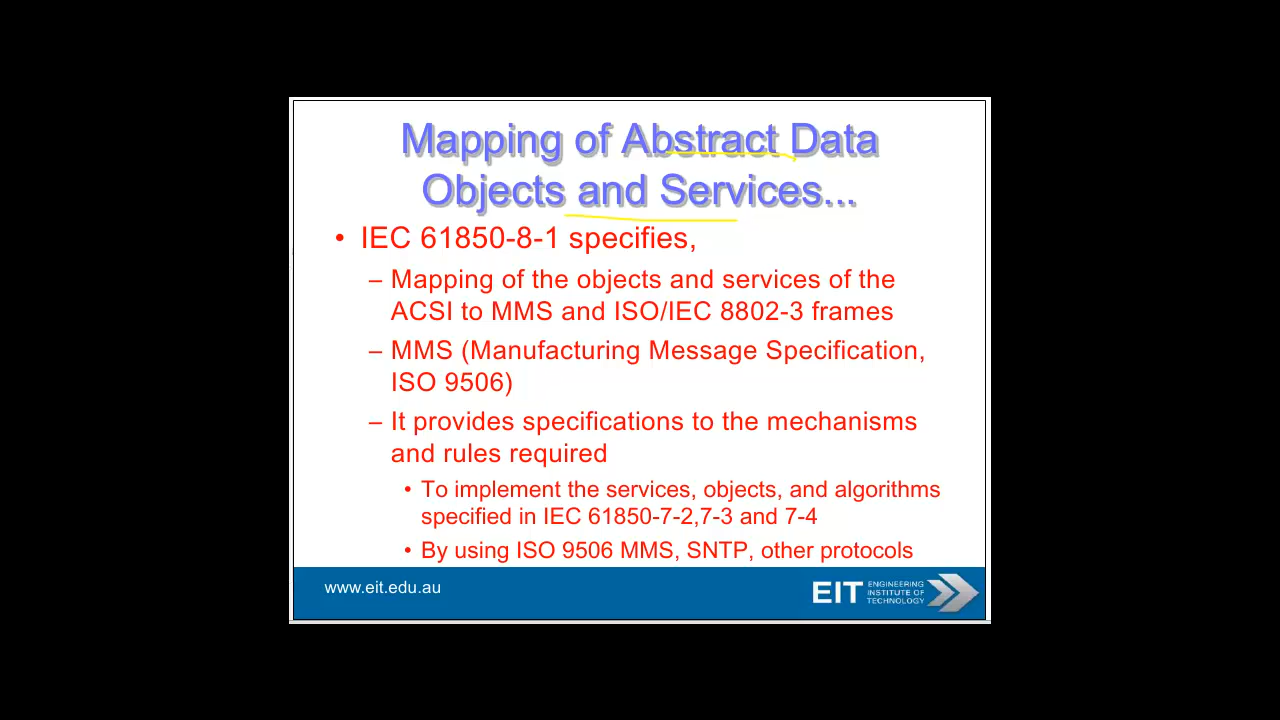 Mapping of Abstract Data
Objects and Services...
• IEC 61850-8-1 specifies,
– Mapping of the objects and services of the
ACSI to MMS and ISO/IEC 8802-3 frames
– MMS (Manufacturing Message Specification,
ISO 9506)
– It provides specifications to the mechanisms
and rules required
• To implement the services, objects, and algorithms
specified in IEC 61850-7-2,7-3 and 7-4
• By using ISO 9506 MMS, SNTP, other protocols
www.eit.edu.au
EIT
ENGINEERING
INSTITUTE OF
TECHNOLOGY